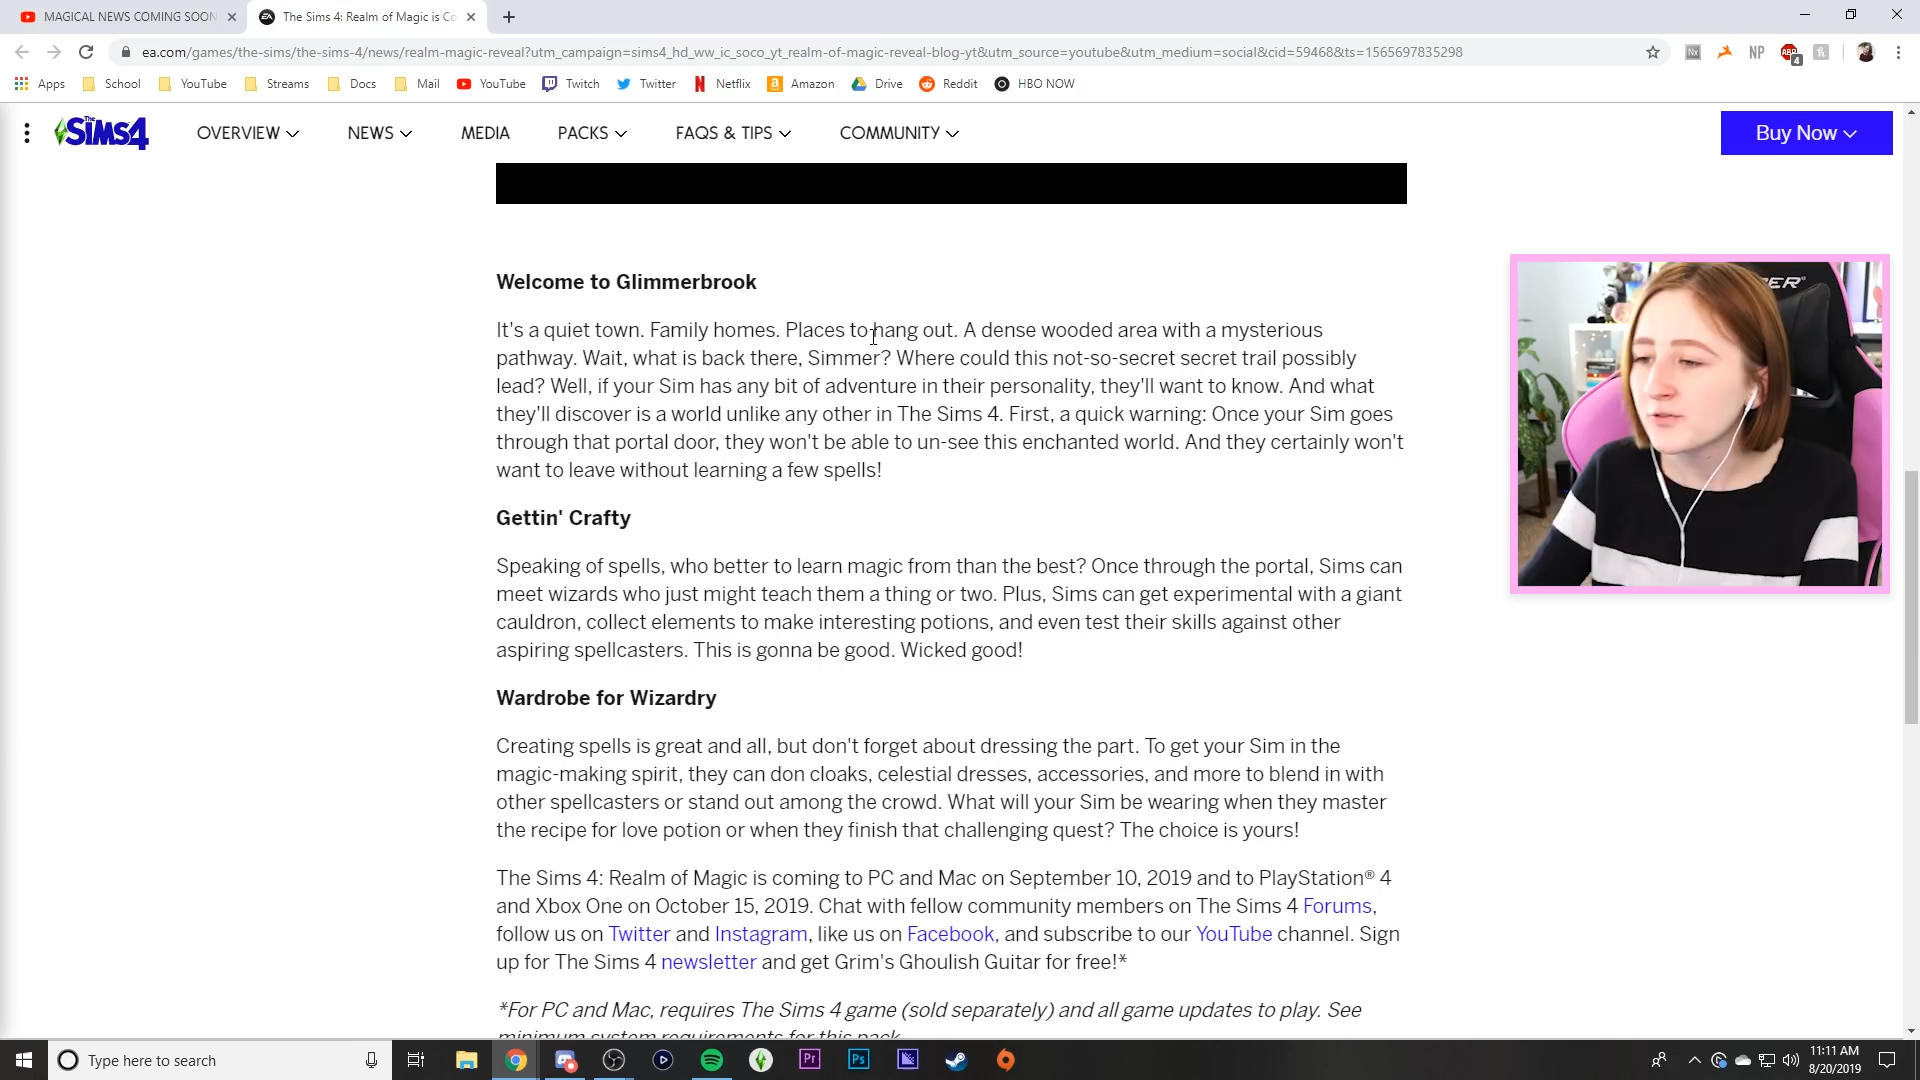 MAGICAL NEWS COMING SOON
The Sims 4: Realm of Magic is Co
ea.com/games/the-sims/the-sims-4/news/realm-magic-reveal?utm_campaign=sims4_hd_ww_ic_soco_yt_realm-of-magic-reveal-blog-yt&utm_source=youtube&utm_medium=social&cid=59468&ts=1565697835298
NP
ABP
4
Apps School YouTube Streams Docs Mail YouTube Twitch Twitter Netflix Amazon Drive Reddit HBO NOW
The SiMS4 OVERVIEW NEWS MEDIA PACKS FAQS & TIPS COMMUNITY Buy Now
Welcome to Glimmerbrook
It's a quiet town. Family homes. Places to hang out. A dense wooded area with a mysterious
pathway. Wait, what is back there, Simmer? Where could this not-so-secret secret trail possibly
lead? Well, if your Sim has any bit of adventure in their personality, they'll want to know. And what
they'll discover is a world unlike any other in The Sims 4. First, a quick warning: Once your Sim goes
through that portal door, they won't be able to un-see this enchanted world. And they certainly won't
want to leave without learning a few spells!
Gettin' Crafty
Speaking of spells, who better to learn magic from than the best? Once through the portal, Sims can
meet wizards who just might teach them a thing or two. Plus, Sims can get experimental with a giant
cauldron, collect elements to make interesting potions, and even test their skills against other
aspiring spellcasters. This is gonna be good. Wicked good!
Wardrobe for Wizardry
Creating spells is great and all, but don't forget about dressing the part. To get your Sim in the
magic-making spirit, they can don cloaks, celestial dresses, accessories, and more to blend in with
other spellcasters or stand out among the crowd. What will your Sim be wearing when they master
the recipe for love potion or when they finish that challenging quest? The choice is yours!
The Sims 4: Realm of Magic is coming to PC and Mac on September 10, 2019 and to PlayStation® 4
and Xbox One on October 15, 2019. Chat with fellow community members on The Sims 4 Forums,
follow us on Twitter and Instagram, like us on Facebook, and subscribe to our YouTube channel. Sign
up for The Sims 4 newsletter and get Grim's Ghoulish Guitar for free!*
*For PC and Mac, requires The Sims 4 game (sold separately) and all game updates to play. See
minimum system requirements for this pack.
Type here to search
Pr
Ps
11:11 AM
8/20/2019